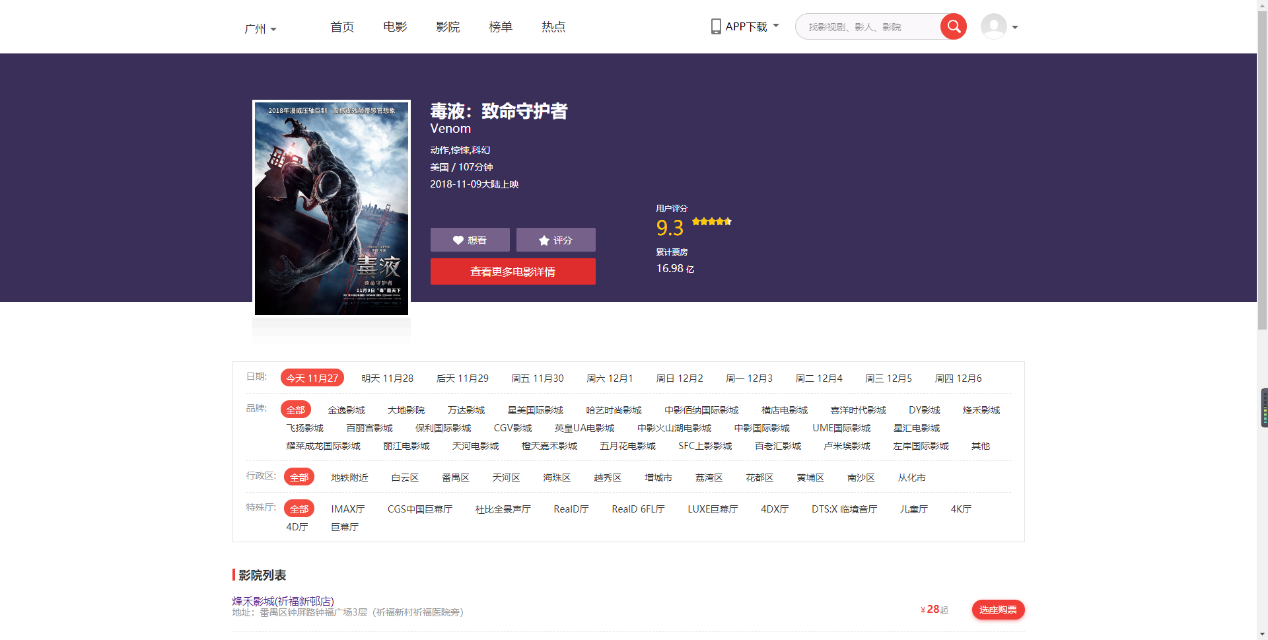 广州 首页 电影 影院 榜单 热点 APP下载 找影视剧、影人、影院
毒液：致命守护者
Venom
动作,惊悚,科幻
美国 / 107分钟
2018-11-09大陆上映
用户评分
9.3
想看 评分
累计票房
16.98 亿
查看更多电影详情
毒液
致命守护者
日期: 今天 11月27 明天 11月28 后天 11月29 周五 11月30 周六 12月1 周日 12月2 周一 12月3 周二 12月4 周三 12月5 周四 12月6
品牌: 全部 金逸影城 大地影院 万达影城 星美国际影城 哈艺时尚影城 中影佰纳国际影城 横店电影城 喜洋时代影城 DY影城 烽禾影城
飞扬影城 百丽宫影城 保利国际影城 CGV影城 英皇UA电影城 中影火山湖电影城 中影国际影城 UME国际影城 星汇电影城
耀莱成龙国际影城 丽江电影城 天河电影城 橙天嘉禾影城 五月花电影城 SFC上影影城 百老汇影城 卢米埃影城 左岸国际影城 其他
行政区: 全部 地铁附近 白云区 番禺区 天河区 海珠区 越秀区 增城市 荔湾区 花都区 黄埔区 南沙区 从化市
特殊厅: 全部 IMAX厅 CGS中国巨幕厅 杜比全景声厅 RealD厅 RealD 6FL厅 LUXE巨幕厅 4DX厅 DTS:X 临境音厅 儿童厅 4K厅
4D厅 巨幕厅
影院列表
烽禾影城(祈福新邨店)
地址：番禺区钟屏路钟福广场3层（祈福新村祈福医院旁）
¥ 28起 选座购票